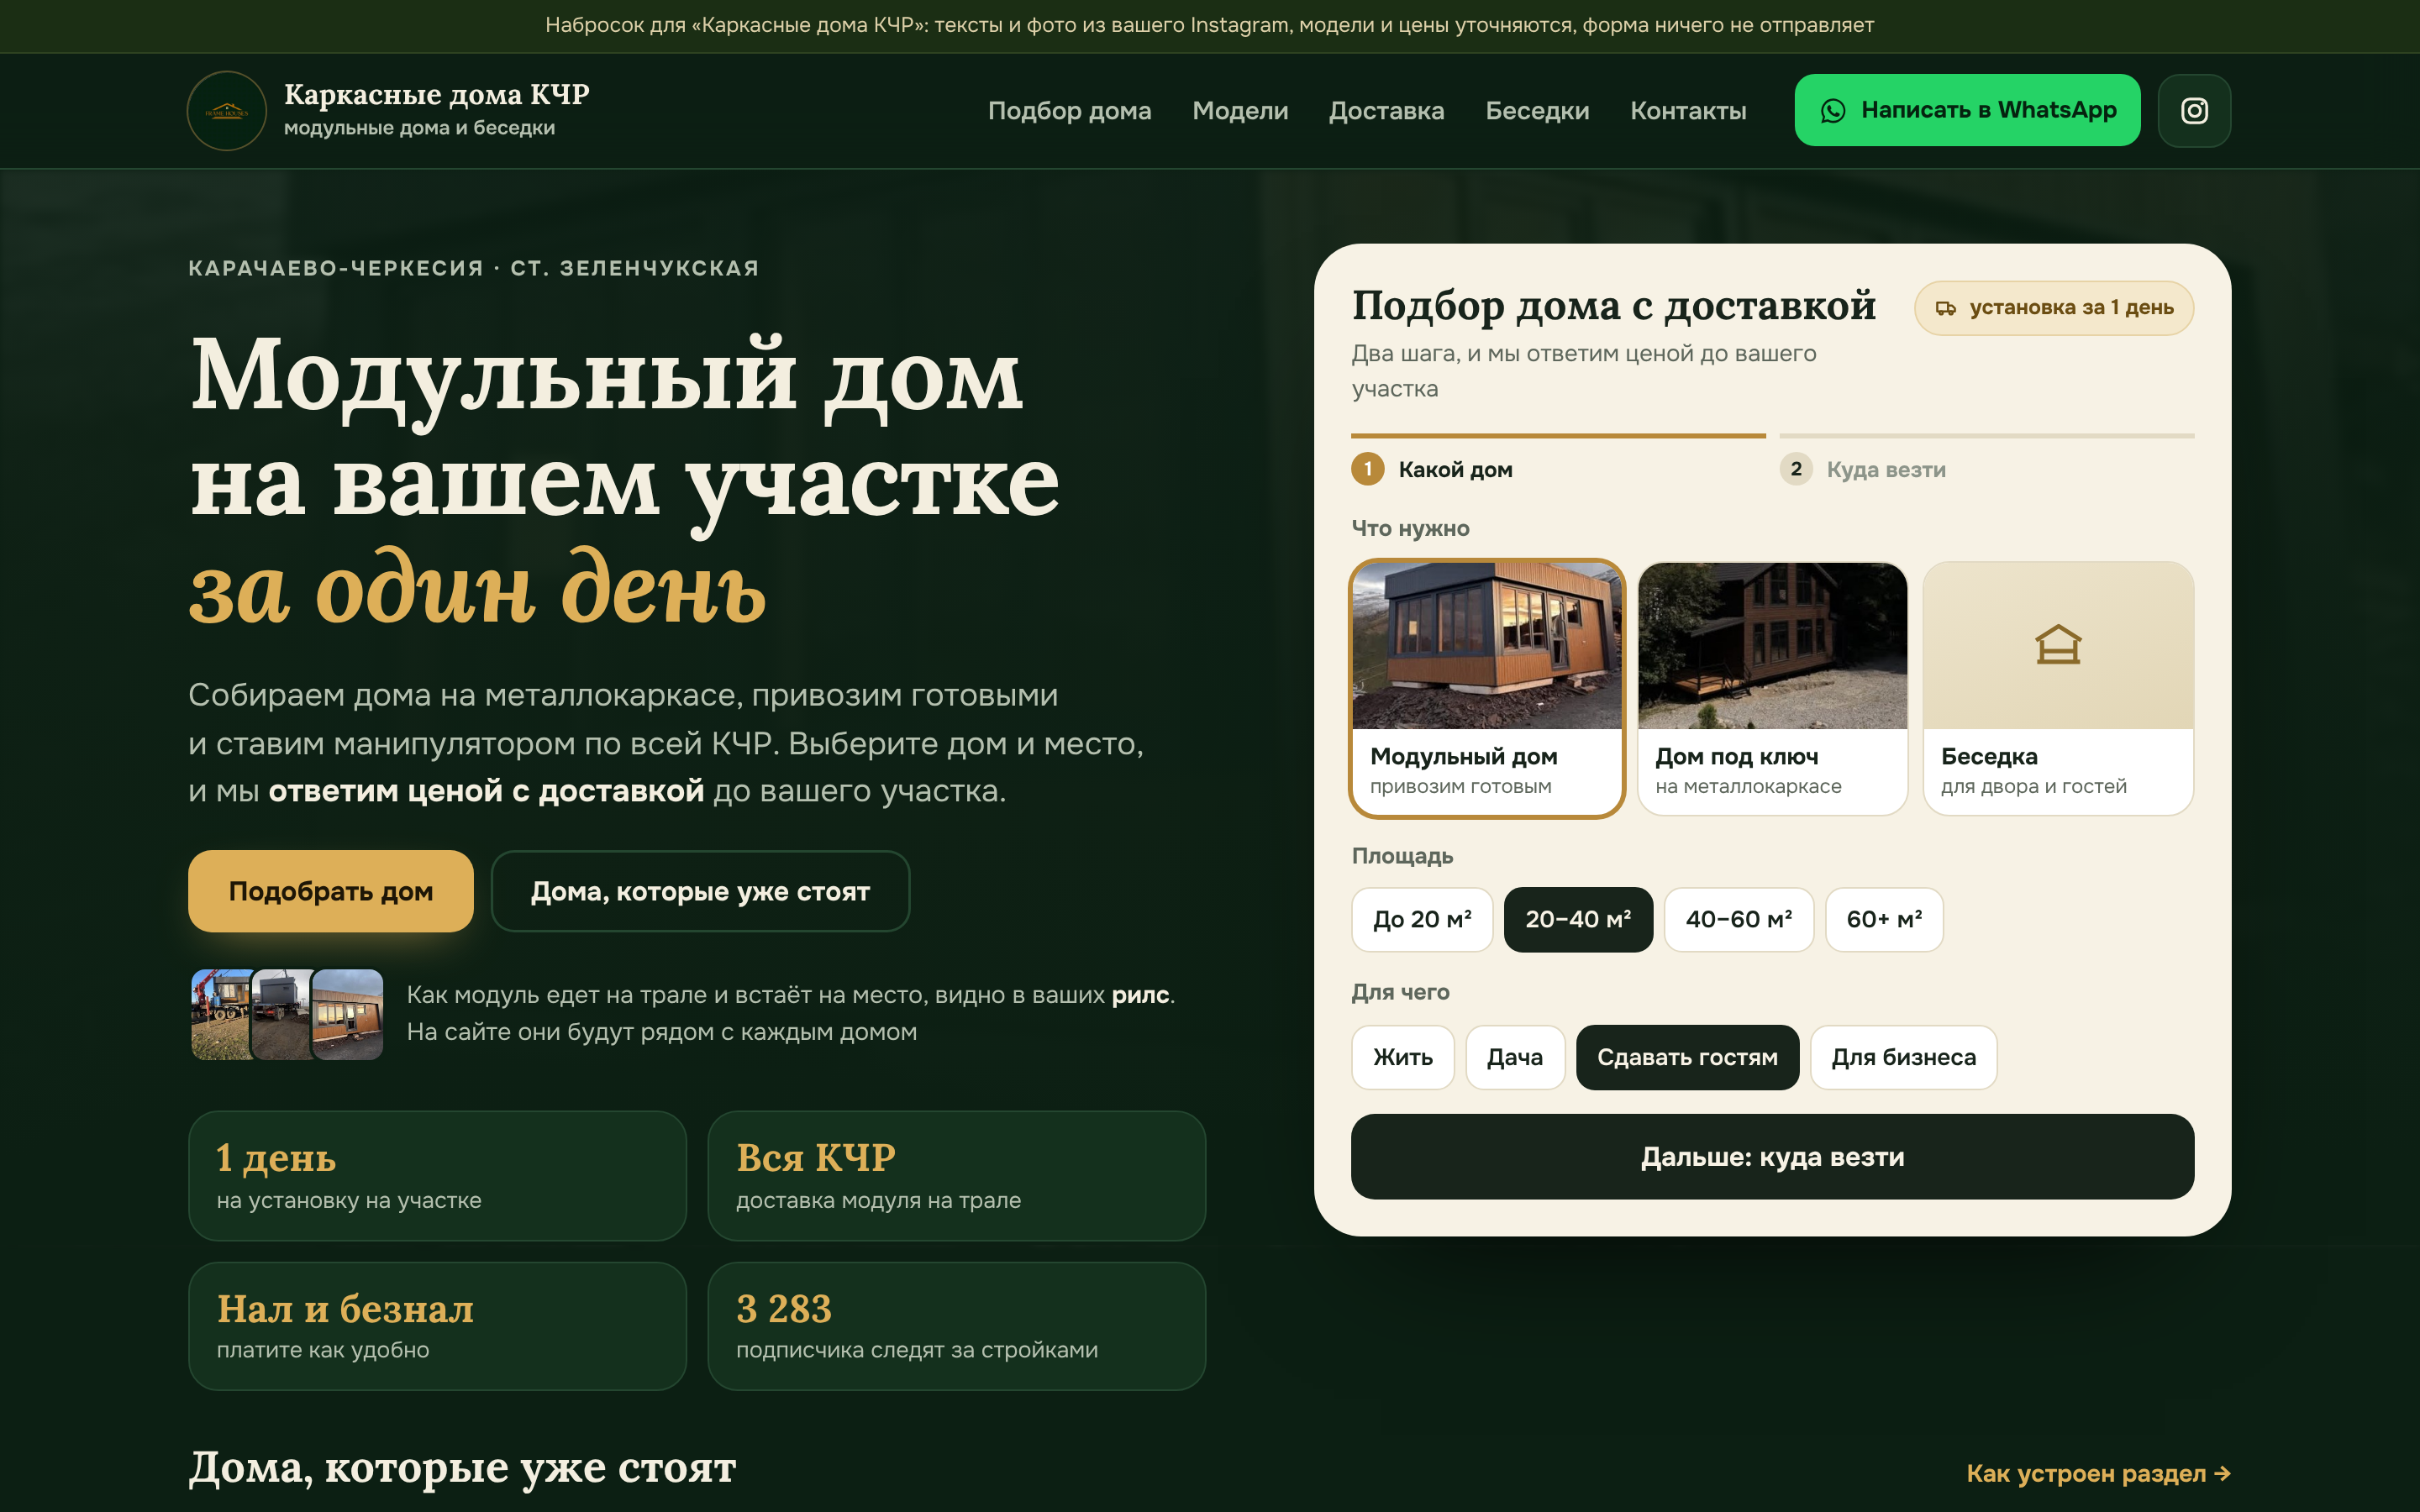 Набросок для «Каркасные дома КЧР»: тексты и фото из вашего Instagram, модели и цены уточняются, форма ничего не отправляет
FRAME HOUSES
Каркасные дома КЧР
модульные дома и беседки
Подбор дома
Модели
Доставка
Беседки
Контакты
Написать в WhatsApp
КАРАЧАЕВО-ЧЕРКЕСИЯ · СТ. ЗЕЛЕНЧУКСКАЯ
Модульный дом
на вашем участке
за один день
Собираем дома на металлокаркасе, привозим готовыми
и ставим манипулятором по всей КЧР. Выберите дом и место,
и мы ответим ценой с доставкой до вашего участка.
Подобрать дом
Дома, которые уже стоят
Как модуль едет на трале и встаёт на место, видно в ваших рилс.
На сайте они будут рядом с каждым домом
1 день
на установку на участке
Вся КЧР
доставка модуля на трале
Нал и безнал
платите как удобно
3 283
подписчика следят за стройками
Подбор дома с доставкой
установка за 1 день
Два шага, и мы ответим ценой до вашего
участка
1 Какой дом
2 Куда везти
Что нужно
Модульный дом
привозим готовым
Дом под ключ
на металлокаркасе
Беседка
для двора и гостей
Площадь
До 20 м²
20–40 м²
40–60 м²
60+ м²
Для чего
Жить
Дача
Сдавать гостям
Для бизнеса
Дальше: куда везти
Дома, которые уже стоят
Как устроен раздел →